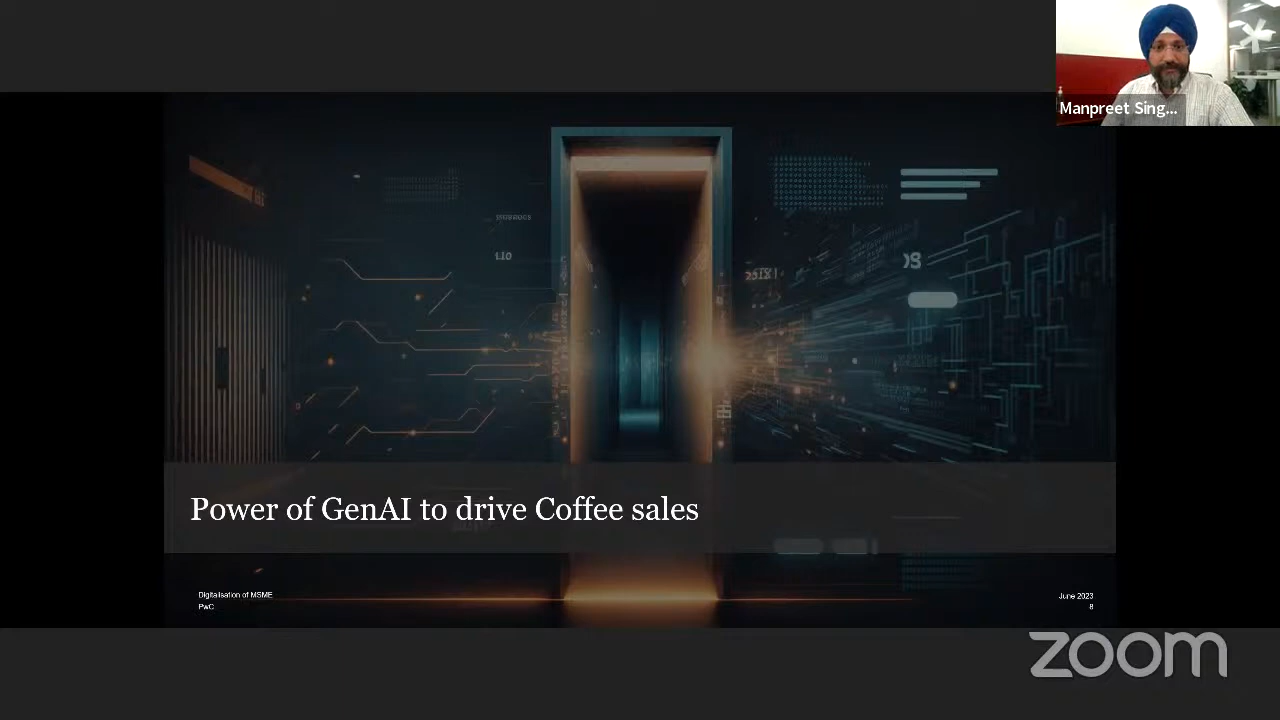 Manpreet Sing...
Power of GenAI to drive Coffee sales
Digitalisation of MSME
PwC
June 2023
8
zoom